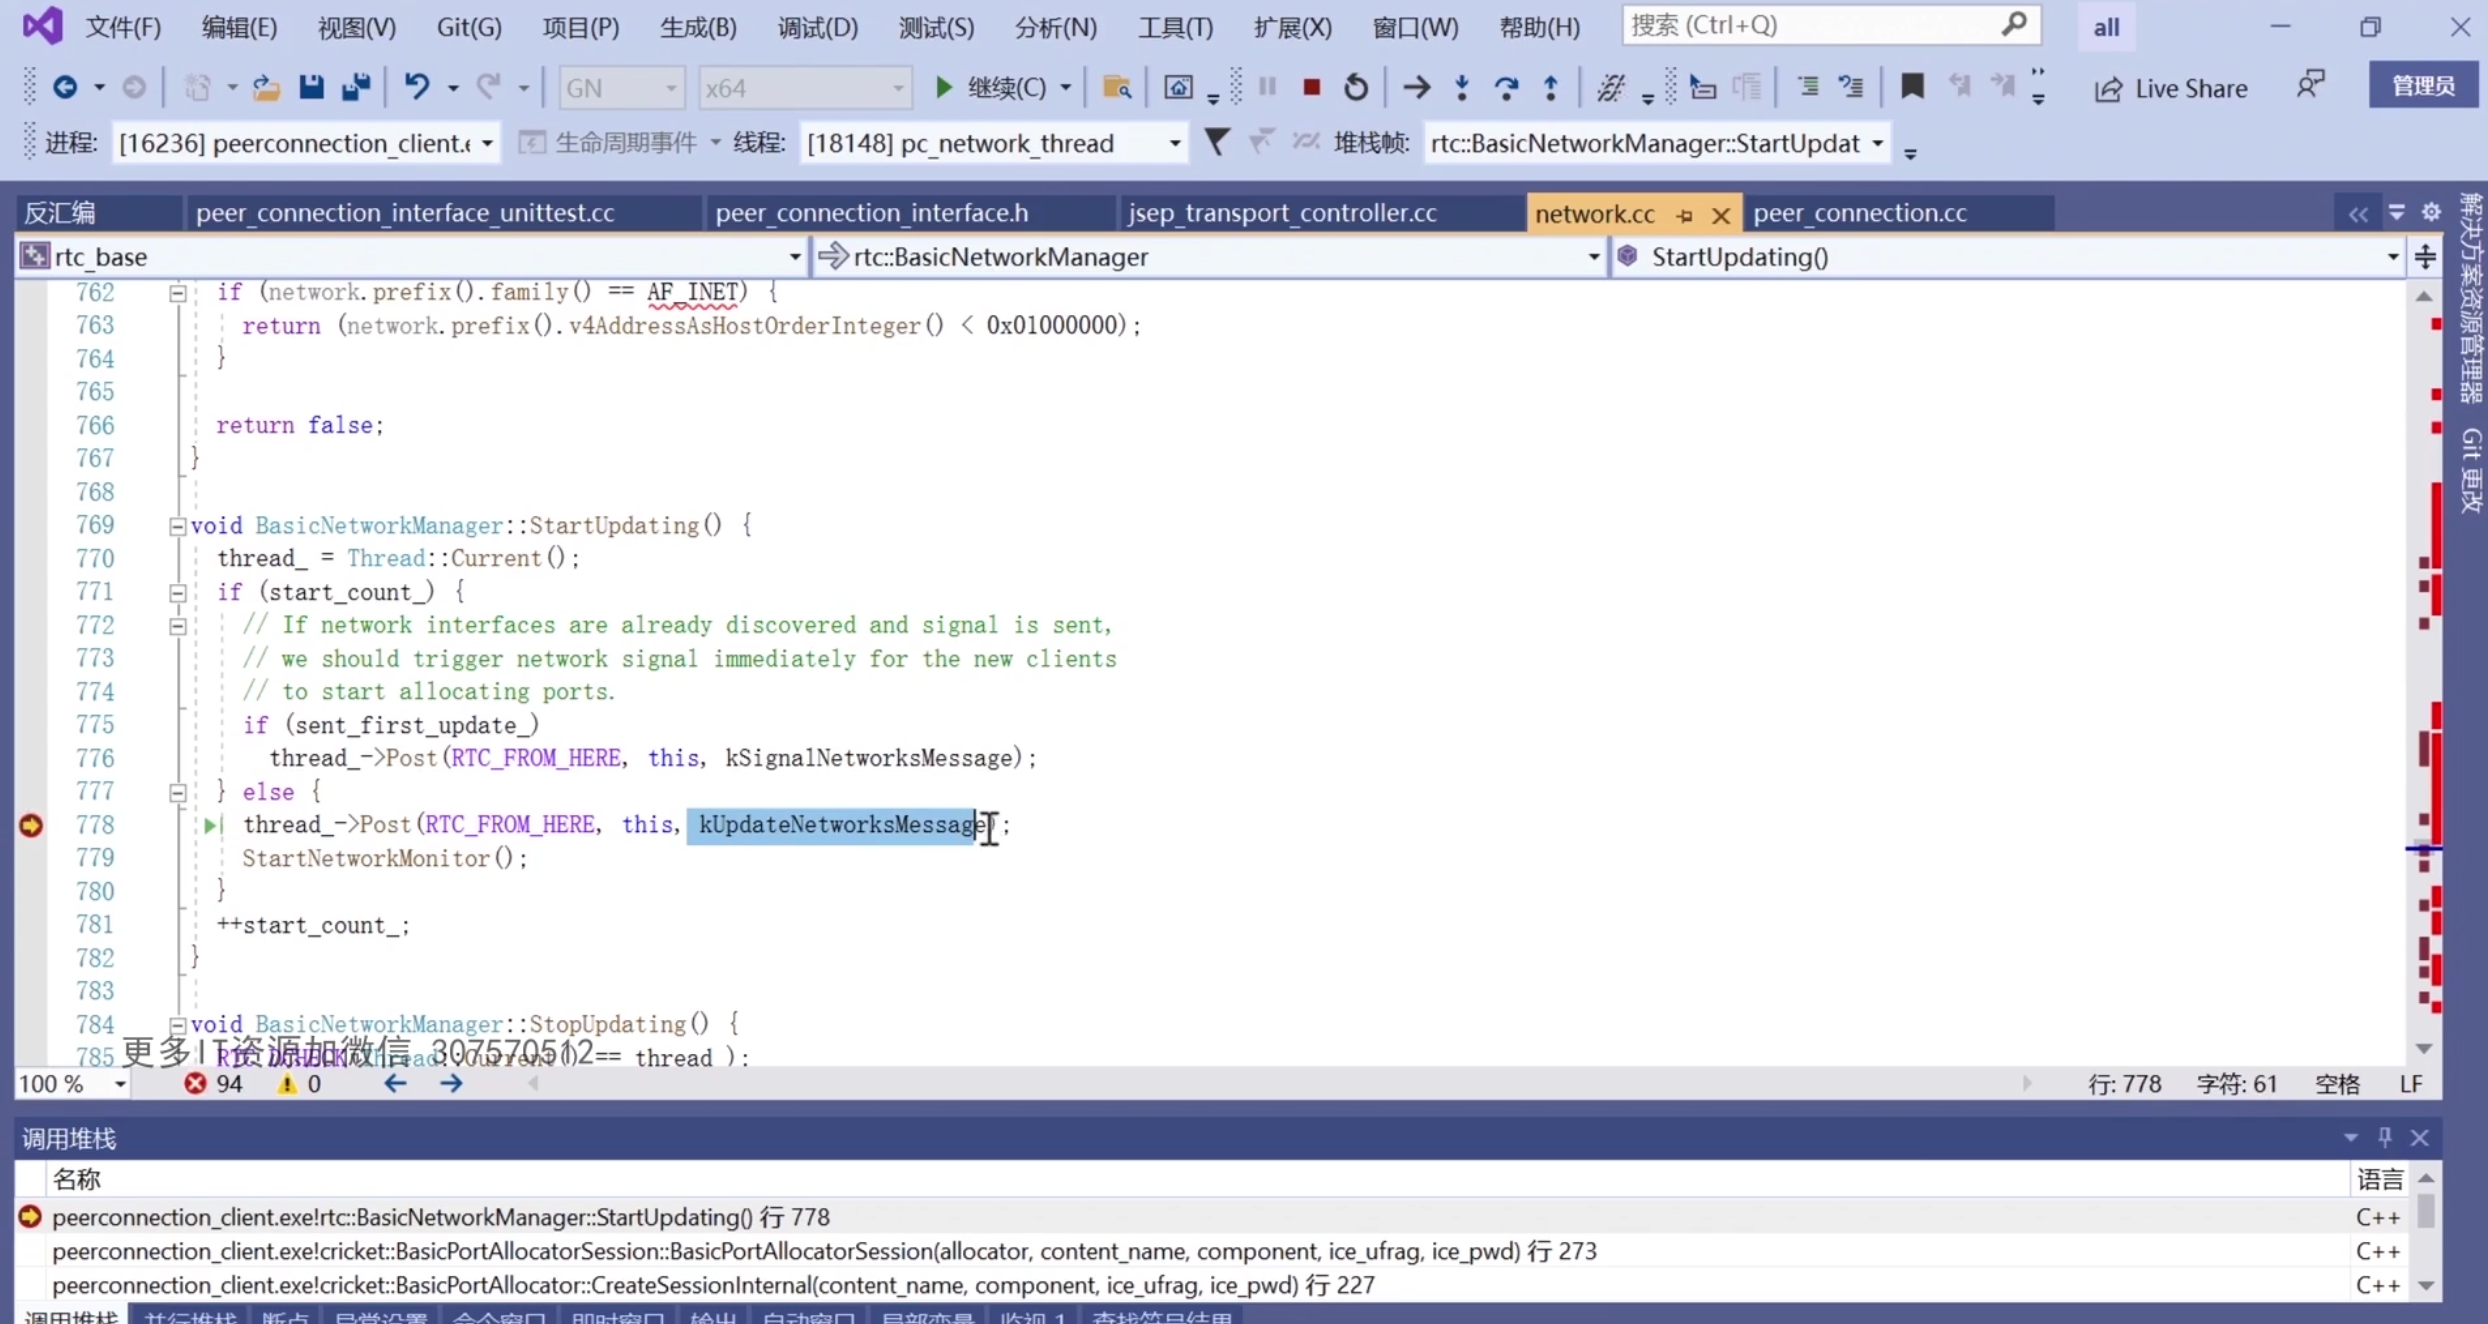 文件(F) 编辑(E) 视图(V) Git(G) 项目(P) 生成(B) 调试(D) 测试(S) 分析(N) 工具(T) 扩展(X) 窗口(W) 帮助(H) 搜索 (Ctrl+Q) all
GN x64 继续(C) Live Share 管理员
进程: [16236] peerconnection_client.e 生命周期事件 线程: [18148] pc_network_thread 堆栈帧: rtc::BasicNetworkManager::StartUpdat
反汇编 peer_connection_interface_unittest.cc peer_connection_interface.h jsep_transport_controller.cc network.cc peer_connection.cc
rtc_base rtc::BasicNetworkManager StartUpdating()
762 if (network.prefix().family() == AF_INET) {
763 return (network.prefix().v4AddressAsHostOrderInteger() < 0x01000000);
764 }
765
766 return false;
767 }
768
769 void BasicNetworkManager::StartUpdating() {
770 thread_ = Thread::Current();
771 if (start_count_) {
772 // If network interfaces are already discovered and signal is sent,
773 // we should trigger network signal immediately for the new clients
774 // to start allocating ports.
775 if (sent_first_update_)
776 thread_->Post(RTC_FROM_HERE, this, kSignalNetworksMessage);
777 } else {
778 thread_->Post(RTC_FROM_HERE, this, kUpdateNetworksMessage);
779 StartNetworkMonitor();
780 }
781 ++start_count_;
782 }
783
784 void BasicNetworkManager::StopUpdating() {
785 RTC_DCHECK(Thread::Current() == thread_);
更多IT资源加微信 307570512
100 % 94 0 行: 778 字符: 61 空格 LF
调用堆栈
名称 语言
peerconnection_client.exe!rtc::BasicNetworkManager::StartUpdating() 行 778 C++
peerconnection_client.exe!cricket::BasicPortAllocatorSession::BasicPortAllocatorSession(allocator, content_name, component, ice_ufrag, ice_pwd) 行 273 C++
peerconnection_client.exe!cricket::BasicPortAllocator::CreateSessionInternal(content_name, component, ice_ufrag, ice_pwd) 行 227 C++
调用堆栈 并行堆栈 断点 异常设置 命令窗口 即时窗口 输出 自动窗口 局部变量 监视 1 查找符号结果
解决方案资源管理器
Git 更改